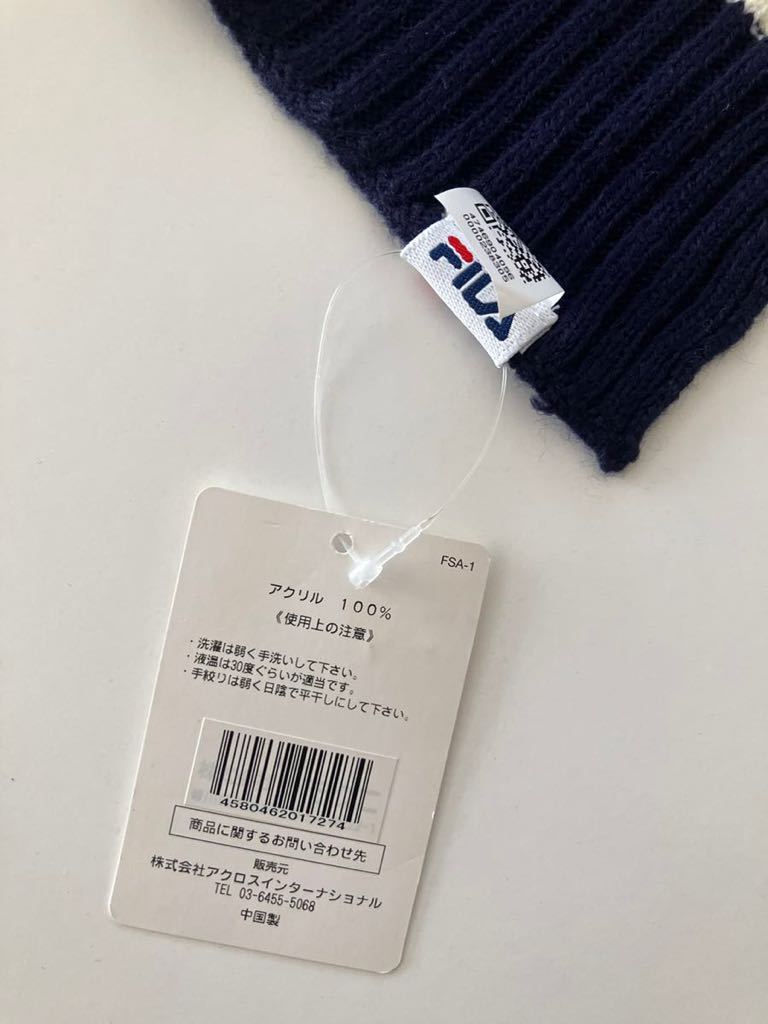 4746904056
0000238305
FILA
FSA-1
アクリル 100%
《使用上の注意》
・洗濯は弱く手洗いして下さい。
・液温は30度ぐらいが適当です。
・手絞りは弱く日陰で平干しにして下さい。
4580462017274
商品に関するお問い合わせ先
販売元
株式会社アクロスインターナショナル
TEL 03-6455-5068
中国製